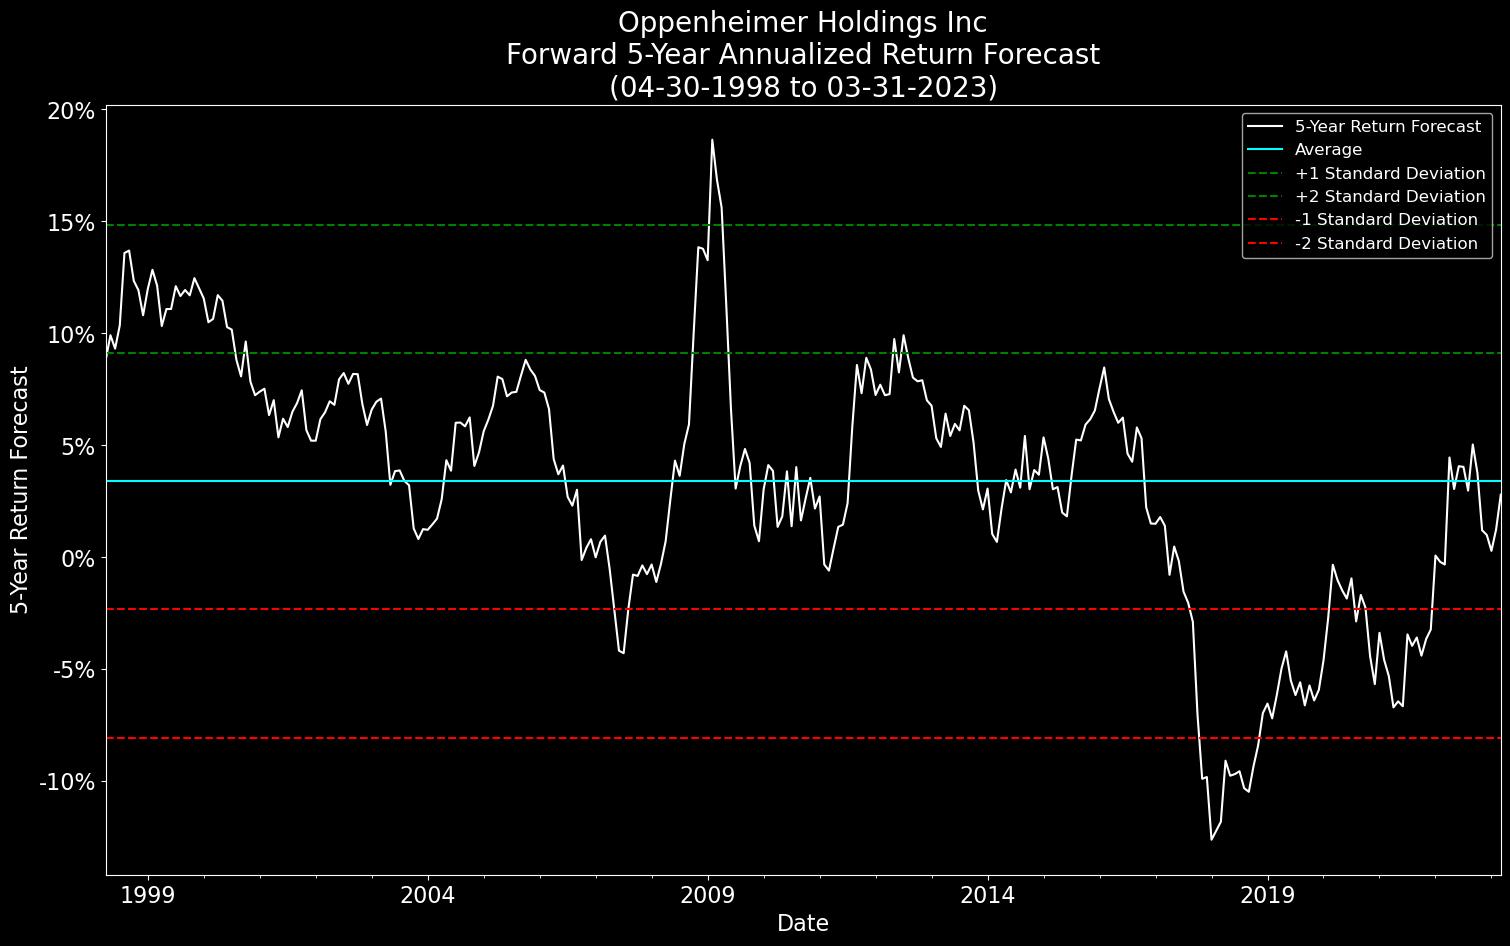 Oppenheimer Holdings Inc
Forward 5-Year Annualized Return Forecast
(04-30-1998 to 03-31-2023)
20%
15%
10%
5%
0%
-5%
-10%
5-Year Return Forecast
5-Year Return Forecast
Average
+1 Standard Deviation
+2 Standard Deviation
-1 Standard Deviation
-2 Standard Deviation
1999
2004
2009
2014
2019
Date